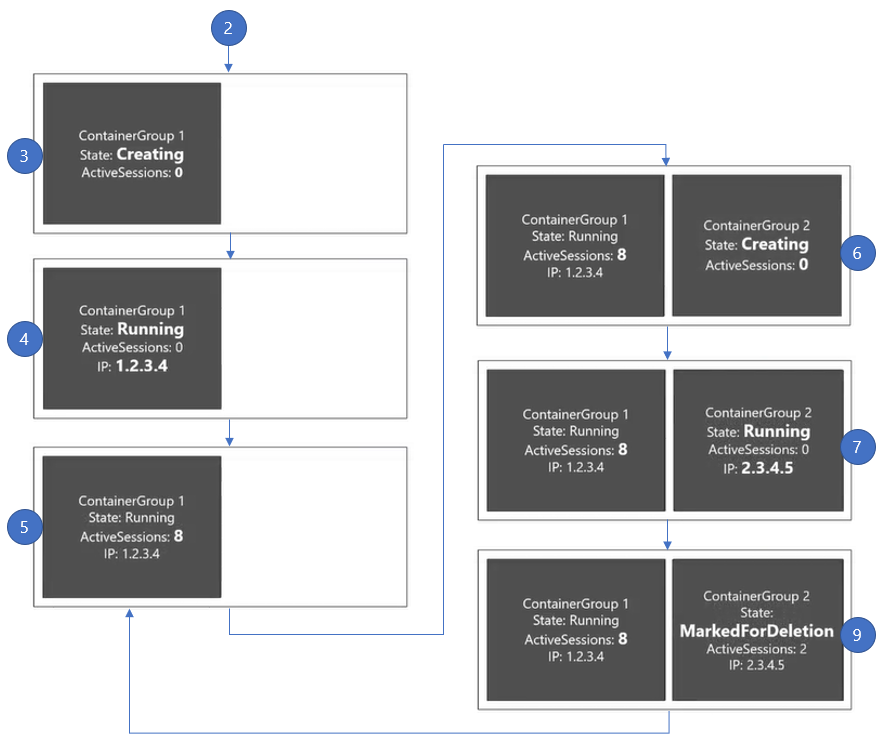 2
3
ContainerGroup 1
State: Creating
ActiveSessions: 0
4
ContainerGroup 1
State: Running
ActiveSessions: 0
IP: 1.2.3.4
5
ContainerGroup 1
State: Running
ActiveSessions: 8
IP: 1.2.3.4
ContainerGroup 1
State: Running
ActiveSessions: 8
IP: 1.2.3.4
ContainerGroup 2
State: Creating
ActiveSessions: 0
6
ContainerGroup 1
State: Running
ActiveSessions: 8
IP: 1.2.3.4
ContainerGroup 2
State: Running
ActiveSessions: 0
IP: 2.3.4.5
7
ContainerGroup 1
State: Running
ActiveSessions: 8
IP: 1.2.3.4
ContainerGroup 2
State:
MarkedForDeletion
ActiveSessions: 2
IP: 2.3.4.5
9